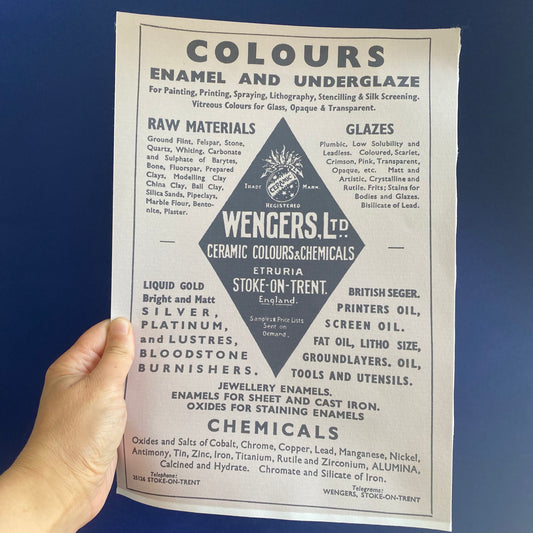 COLOURS
ENAMEL AND UNDERGLAZE
For Painting, Printing, Spraying, Lithography, Stencilling & Silk Screening.
Vitreous Colours for Glass, Opaque & Transparent.
RAW MATERIALS
Ground Flint, Felspar, Stone,
Quartz, Whiting, Carbonate
and Sulphate of Barytes,
Bone, Fluorspar, Prepared
Clays, Modelling Clay
China Clay, Ball Clay,
Silica Sands, Pipeclays,
Marble Flour, Bento-
nite, Plaster.
GLAZES
Plumbic, Low Solubility and
Leadless. Coloured, Scarlet,
Crimson, Pink, Transparent,
Opaque, etc. Matt and
Artistic, Crystalline and
Rutile. Frits; Stains for
Bodies and Glazes.
Bisilicate of Lead.
TRADE MARK
CERAMIC
REGISTERED
WENGERS, LTD.
CERAMIC COLOURS & CHEMICALS
ETRURIA
STOKE-ON-TRENT.
England.
Samples & Price Lists
Sent on
Demand.
LIQUID GOLD
Bright and Matt
SILVER,
PLATINUM,
and LUSTRES,
BLOODSTONE
BURNISHERS.
BRITISH SEGER.
PRINTERS OIL,
SCREEN OIL.
FAT OIL, LITHO SIZE,
GROUNDLAYERS. OIL,
TOOLS AND UTENSILS.
JEWELLERY ENAMELS.
ENAMELS FOR SHEET AND CAST IRON.
OXIDES FOR STAINING ENAMELS
CHEMICALS
Oxides and Salts of Cobalt, Chrome, Copper, Lead, Manganese, Nickel,
Antimony, Tin, Zinc, Iron, Titanium, Rutile and Zirconium, ALUMINA,
Calcined and Hydrate. Chromate and Silicate of Iron.
Telephone:
25126 STOKE-ON-TRENT
Telegrams:
WENGERS, STOKE-ON-TRENT